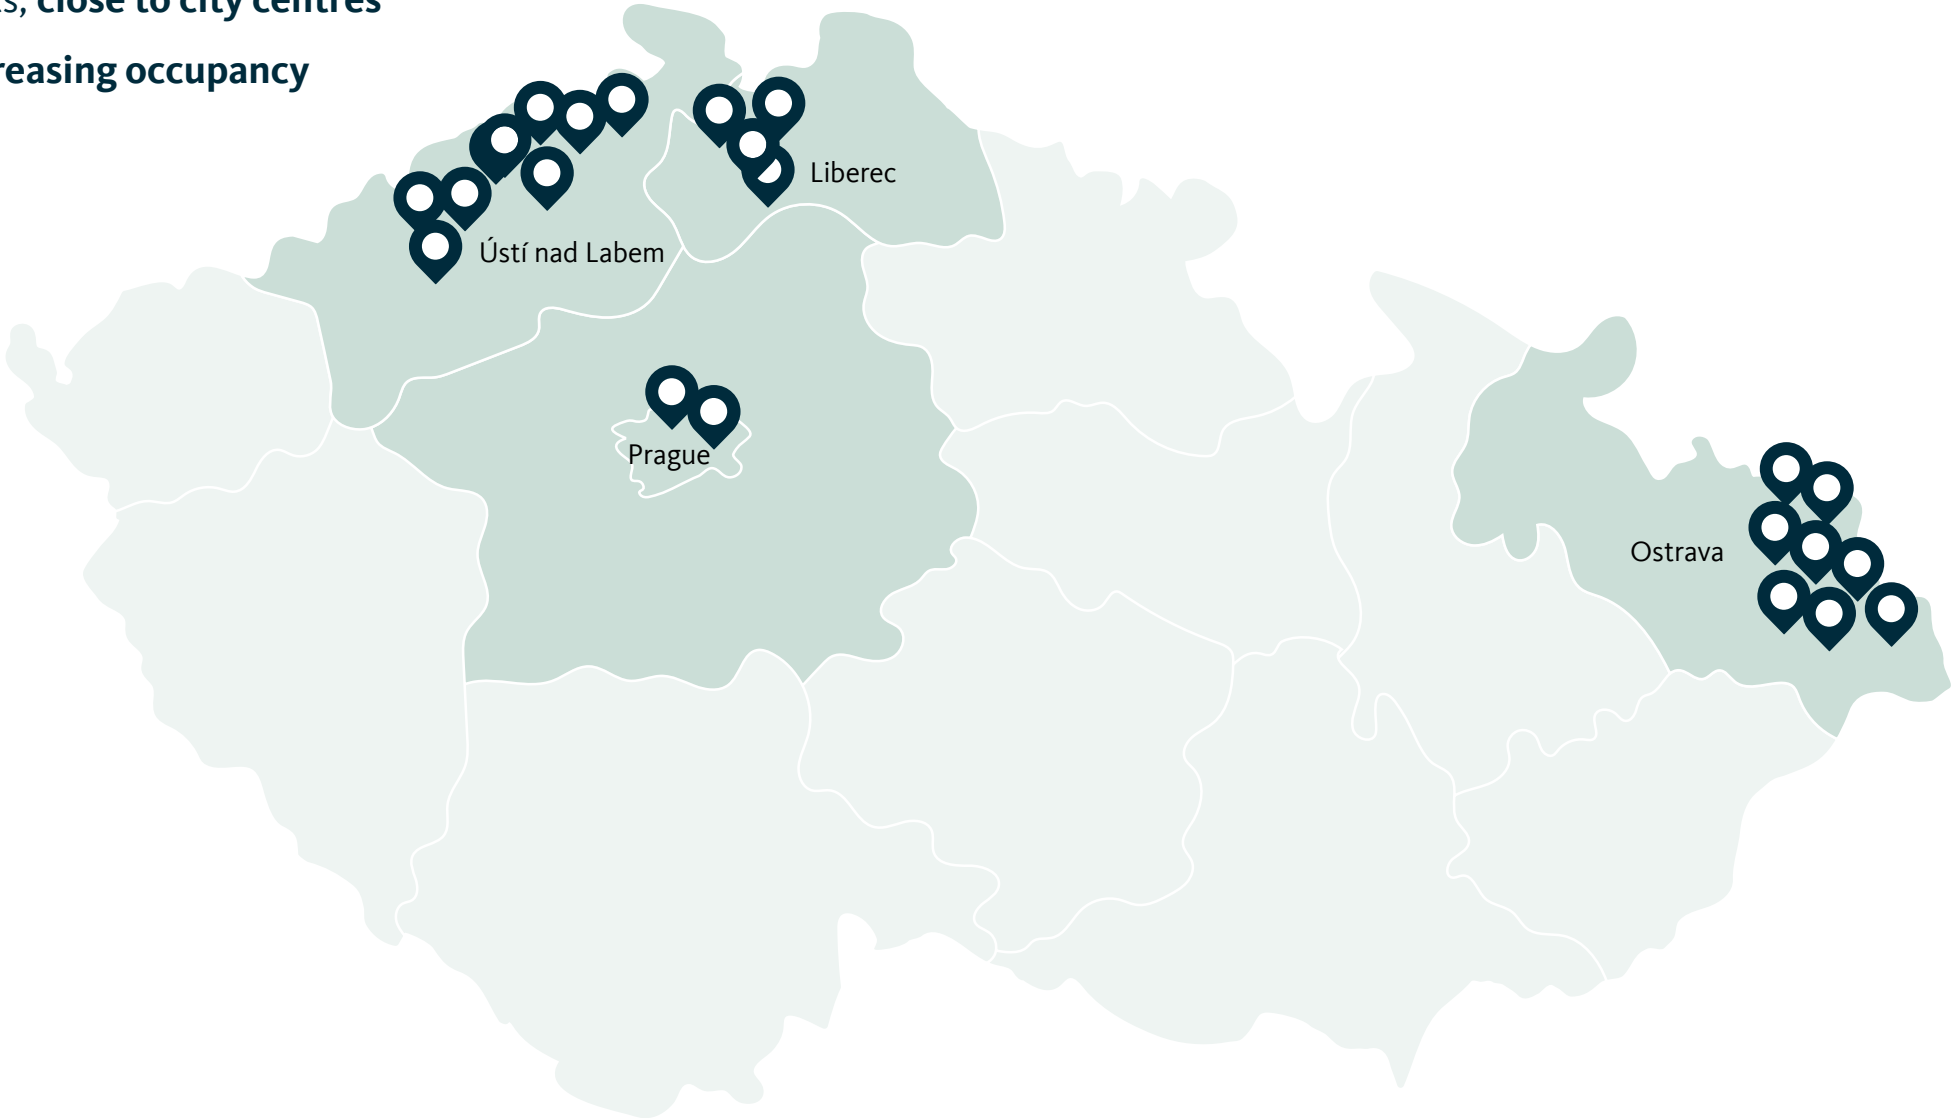 close to city centres
reasing occupancy
Liberec
Ústí nad Labem
Prague
Ostrava